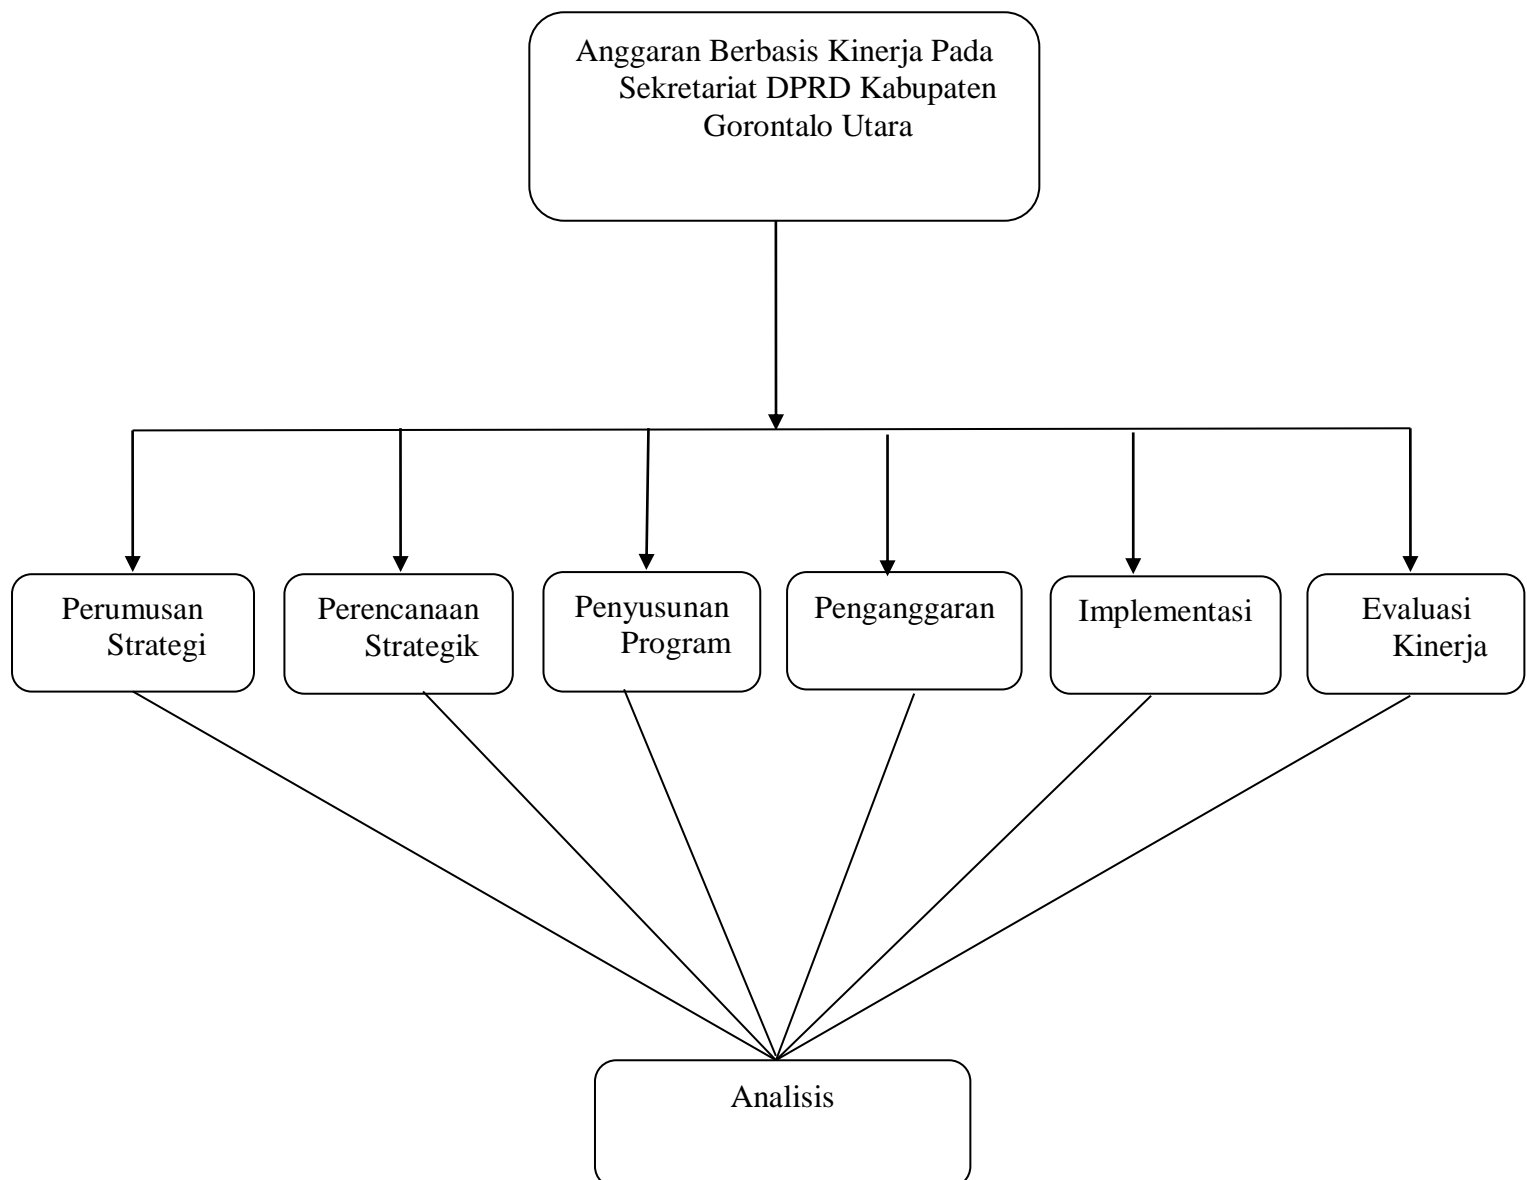 Anggaran Berbasis Kinerja Pada
Sekretariat DPRD Kabupaten
Gorontalo Utara
Perumusan
Strategi
Perencanaan
Strategik
Penyusunan
Program
Penganggaran
Implementasi
Evaluasi
Kinerja
Analisis